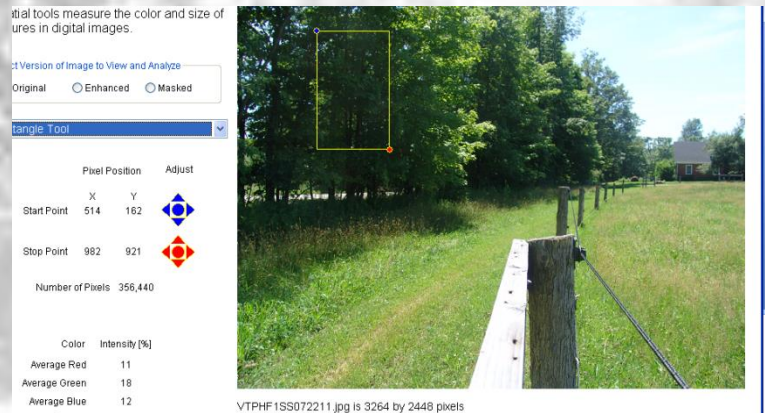 tial tools measure the color and size of
ures in digital images.
ct Version of Image to View and Analyze
Original Enhanced Masked
tangle Tool
Pixel Position Adjust
X Y
Start Point 514 162
Stop Point 982 921
Number of Pixels 356,440
Color Intensity [%]
Average Red 11
Average Green 18
Average Blue 12
VTPHF1SS072211.jpg is 3264 by 2448 pixels